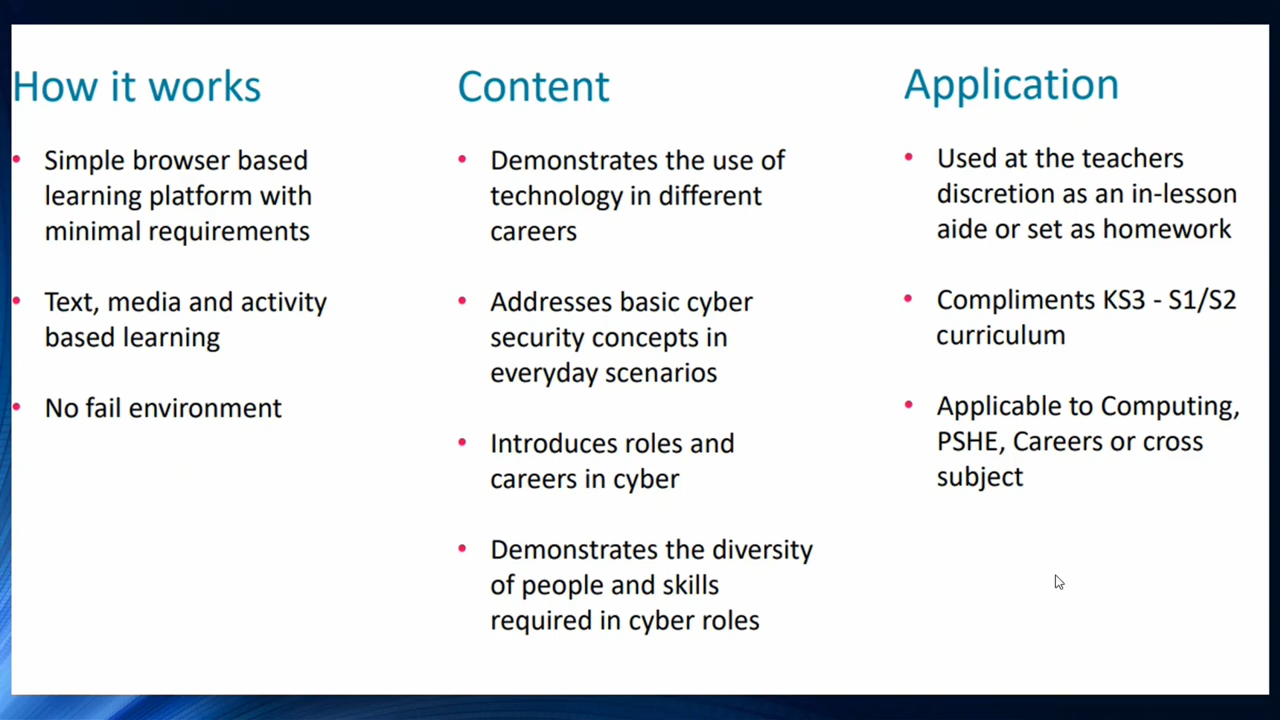 How it works
• Simple browser based
learning platform with
minimal requirements
• Text, media and activity
based learning
• No fail environment
Content
• Demonstrates the use of
technology in different
careers
• Addresses basic cyber
security concepts in
everyday scenarios
• Introduces roles and
careers in cyber
• Demonstrates the diversity
of people and skills
required in cyber roles
Application
• Used at the teachers
discretion as an in-lesson
aide or set as homework
• Compliments KS3 - S1/S2
curriculum
• Applicable to Computing,
PSHE, Careers or cross
subject